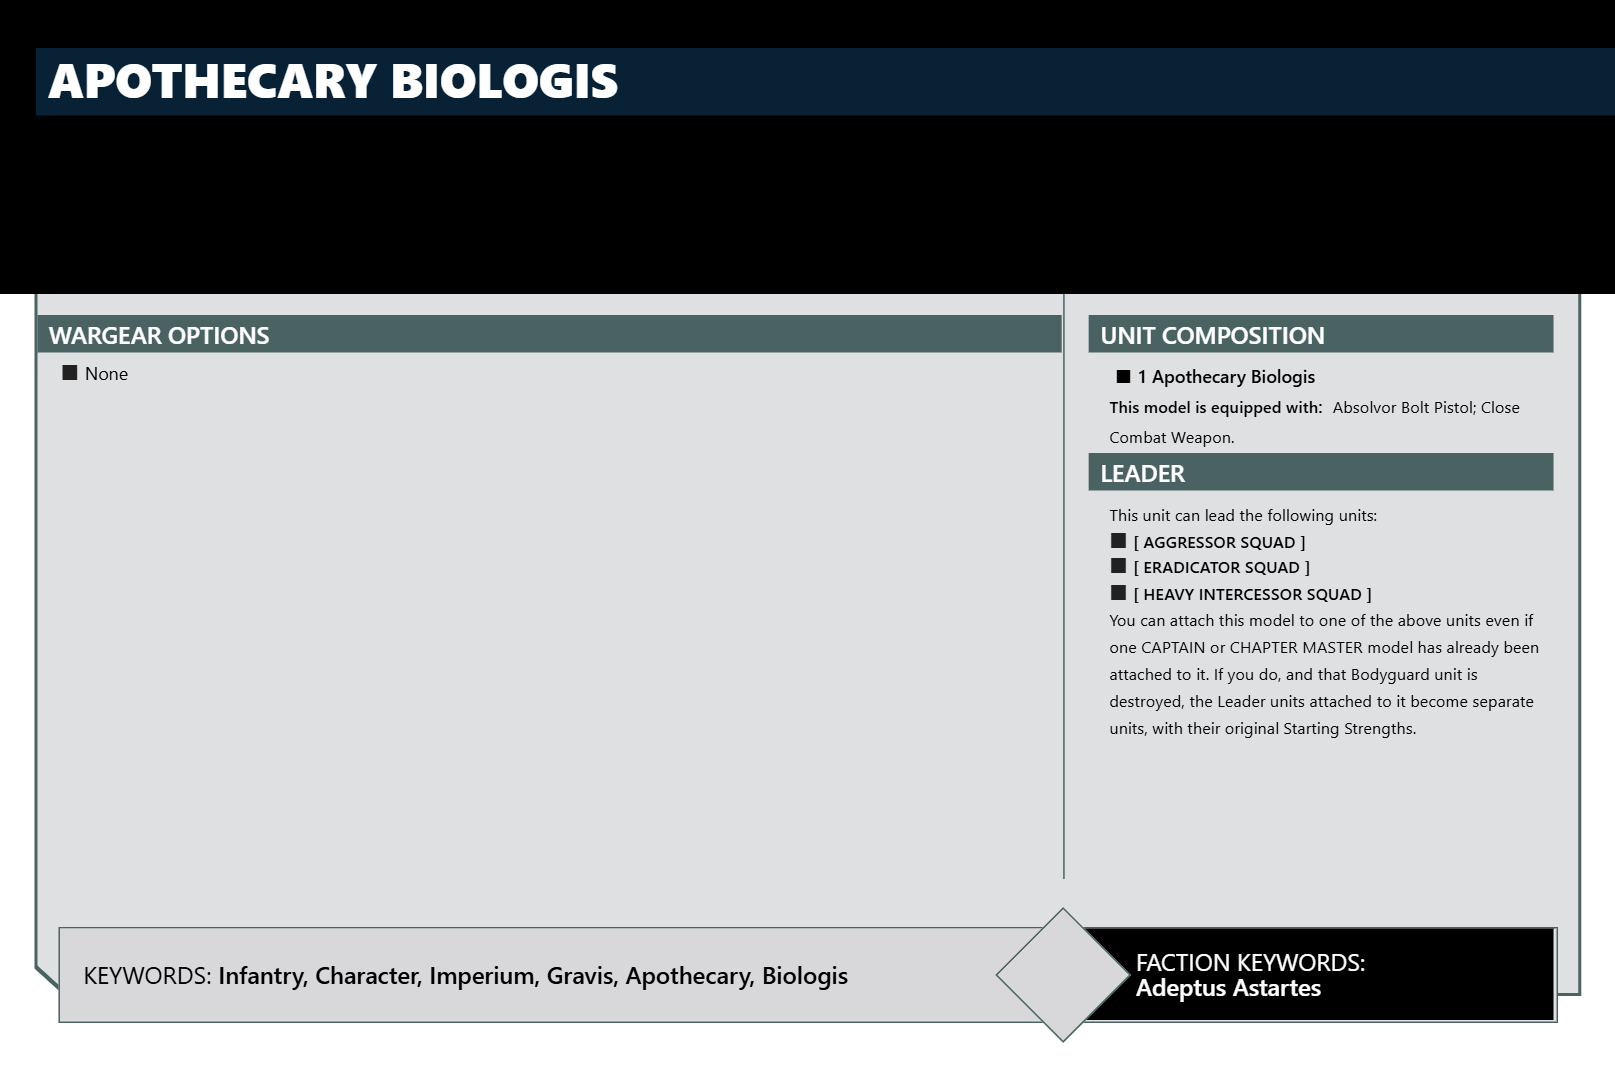 APOTHECARY BIOLOGIS
WARGEAR OPTIONS
■ None
UNIT COMPOSITION
■ 1 Apothecary Biologis
This model is equipped with: Absolvor Bolt Pistol; Close
Combat Weapon.
LEADER
This unit can lead the following units:
■ [ AGGRESSOR SQUAD ]
■ [ ERADICATOR SQUAD ]
■ [ HEAVY INTERCESSOR SQUAD ]
You can attach this model to one of the above units even if
one CAPTAIN or CHAPTER MASTER model has already been
attached to it. If you do, and that Bodyguard unit is
destroyed, the Leader units attached to it become separate
units, with their original Starting Strengths.
KEYWORDS: Infantry, Character, Imperium, Gravis, Apothecary, Biologis
FACTION KEYWORDS:
Adeptus Astartes